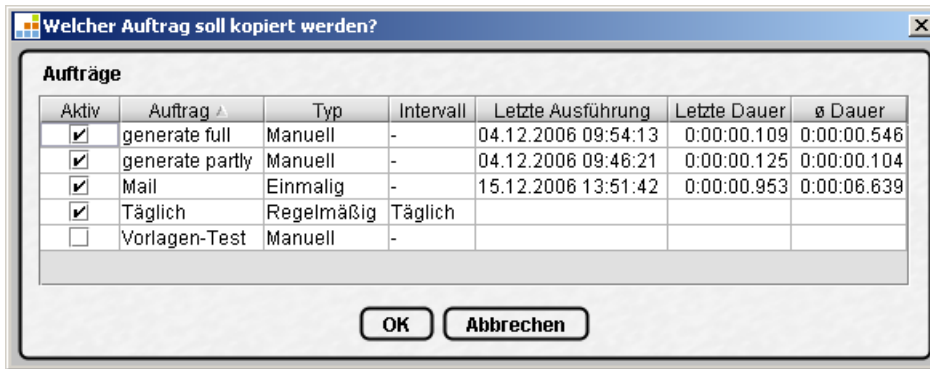 Welcher Auftrag soll kopiert werden?
Aufträge
Aktiv Auftrag Typ Intervall Letzte Ausführung Letzte Dauer ø Dauer
generate full Manuell - 04.12.2006 09:54:13 0:00:00.109 0:00:00.546
generate partly Manuell - 04.12.2006 09:46:21 0:00:00.125 0:00:00.104
Mail Einmalig - 15.12.2006 13:51:42 0:00:00.953 0:00:06.639
Täglich Regelmäßig Täglich
Vorlagen-Test Manuell -
OK Abbrechen